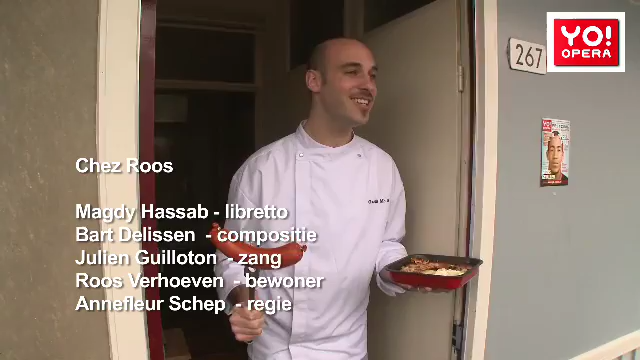 YO!
OPERA
267
Chez Roos
Magdy Hassab - libretto
Bart Delissen - compositie
Julien Guilloton - zang
Roos Verhoeven - bewoner
Annefleur Schep - regie